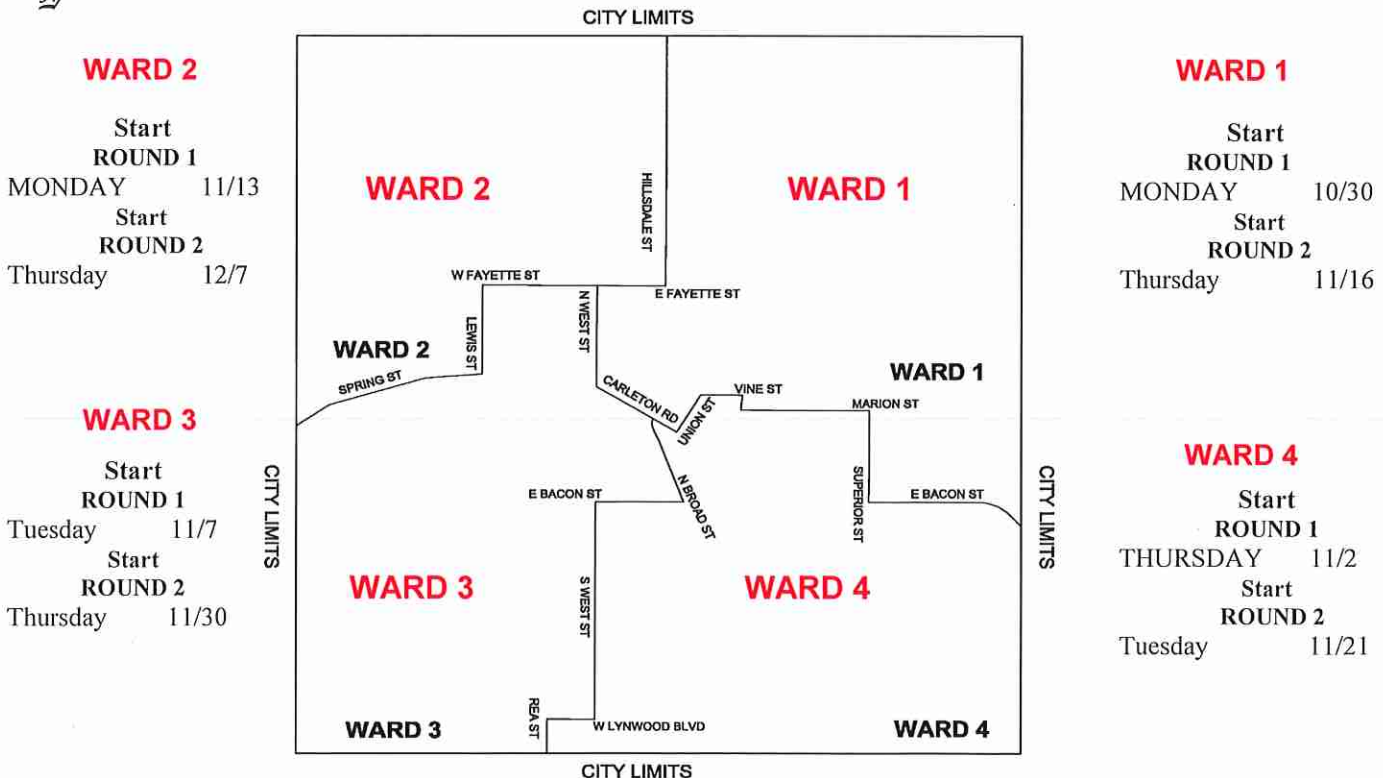 CITY LIMITS
WARD 2
Start
ROUND 1
MONDAY 11/13
Start
ROUND 2
Thursday 12/7
WARD 3
Start
ROUND 1
Tuesday 11/7
Start
ROUND 2
Thursday 11/30
WARD 2
WARD 1
HILLSDALE ST
W FAYETTE ST
E FAYETTE ST
N WEST ST
LEWIS ST
WARD 2
SPRING ST
WARD 1
CARLETON RD
UNION ST
VINE ST
MARION ST
CITY LIMITS
E BACON ST
N BROAD ST
SUPERIOR ST
E BACON ST
CITY LIMITS
WARD 3
S WEST ST
WARD 4
REA ST
WARD 3
W LYNWOOD BLVD
WARD 4
CITY LIMITS
WARD 1
Start
ROUND 1
MONDAY 10/30
Start
ROUND 2
Thursday 11/16
WARD 4
Start
ROUND 1
THURSDAY 11/2
Start
ROUND 2
Tuesday 11/21